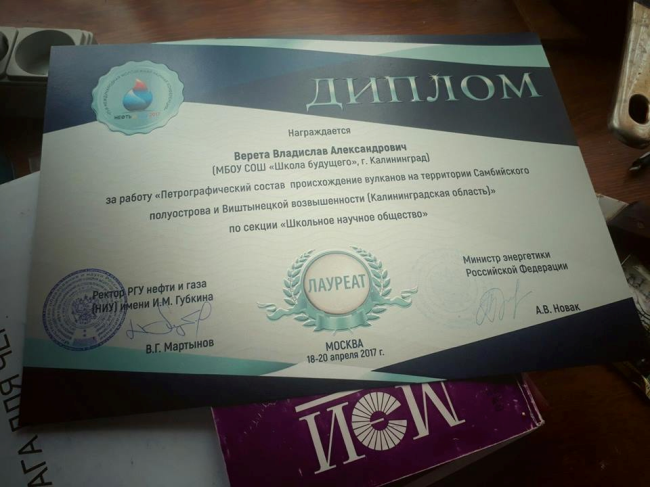 ДИПЛОМ
Награждается
Верета Владислав Александрович
(МБОУ СОШ «Школа будущего», г. Калининград)
за работу «Петрографический состав происхождение вулканов на территории Самбийского
полуострова и Виштынецкой возвышенности (Калининградская область)»
по секции «Школьное научное общество»
Ректор РГУ нефти и газа
(НИУ) имени И.М. Губкина
В.Г. Мартынов
ЛАУРЕАТ
МОСКВА
18-20 апреля 2017 г.
Министр энергетики
Российской Федерации
А.В. Новак
МЭИ